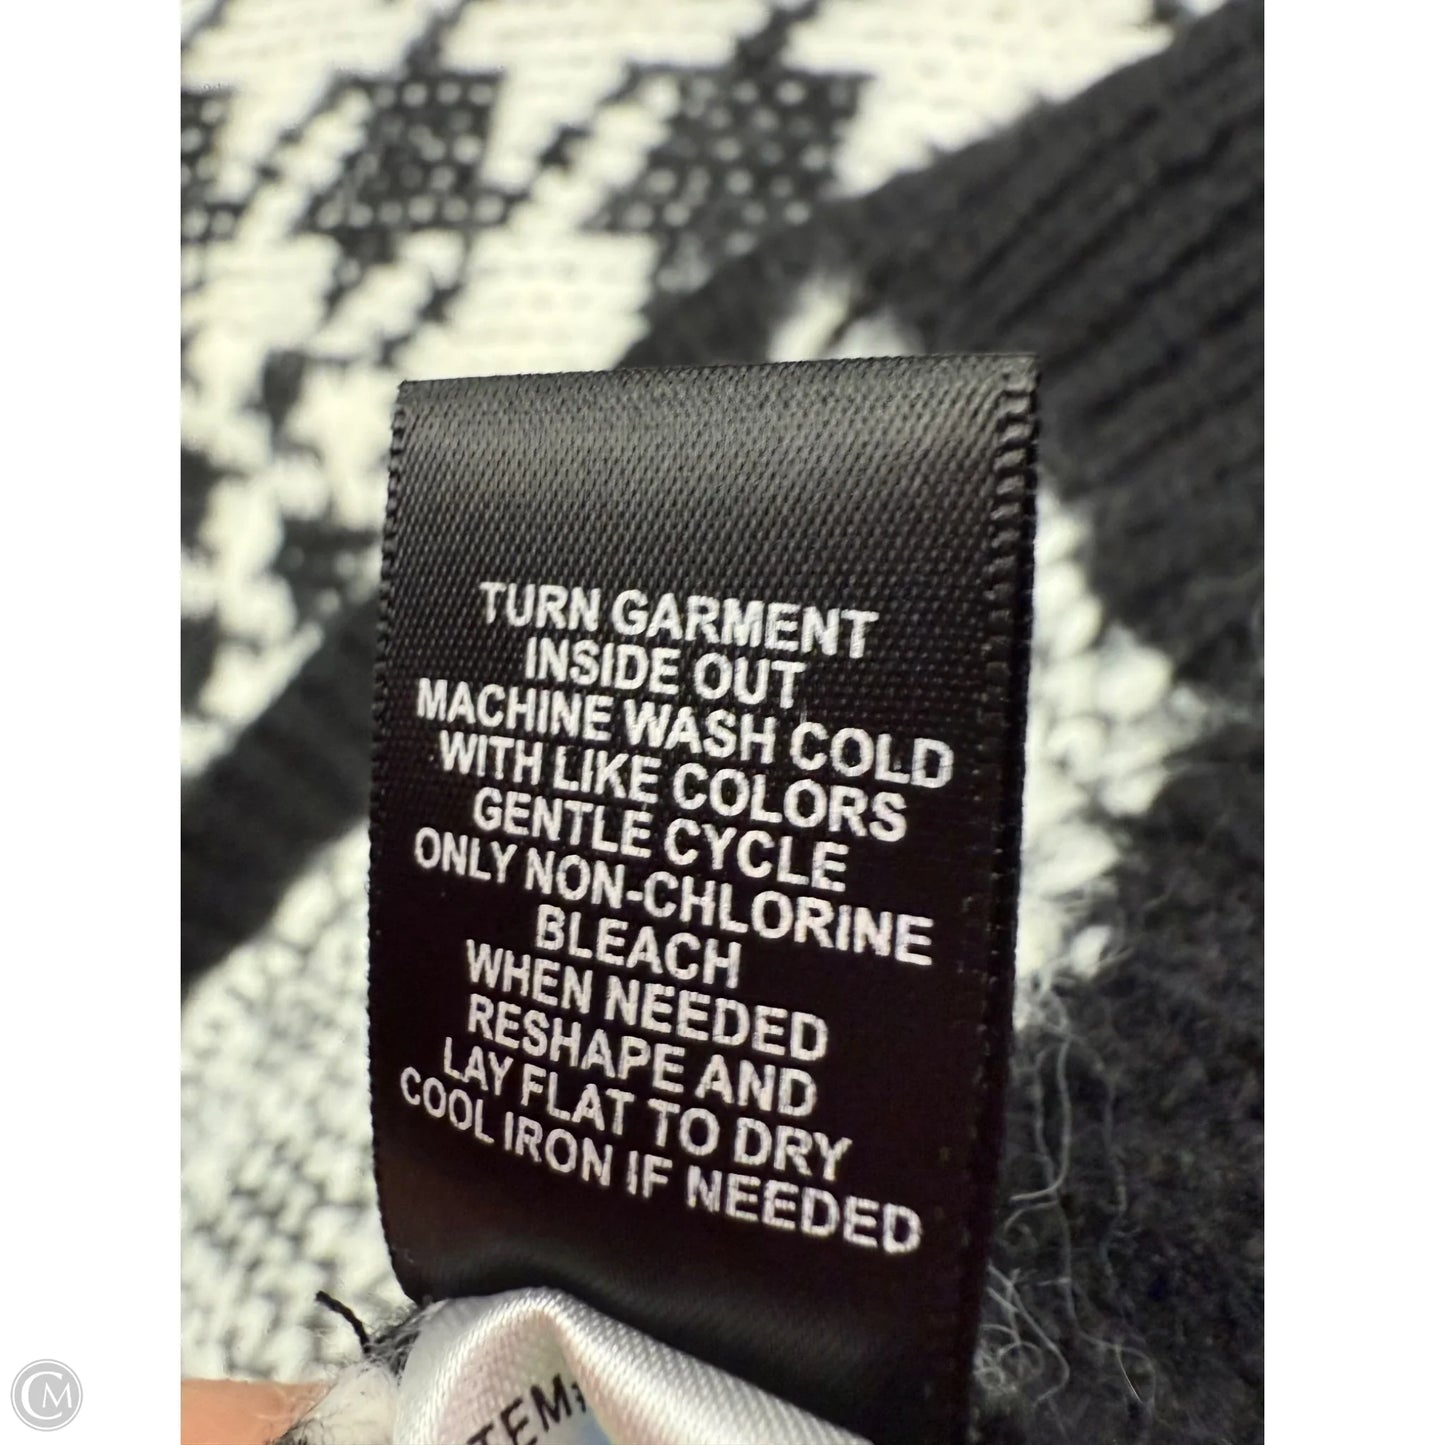 TURN GARMENT
INSIDE OUT
MACHINE WASH COLD
WITH LIKE COLORS
GENTLE CYCLE
ONLY NON-CHLORINE
BLEACH
WHEN NEEDED
RESHAPE AND
LAY FLAT TO DRY
COOL IRON IF NEEDED
CM